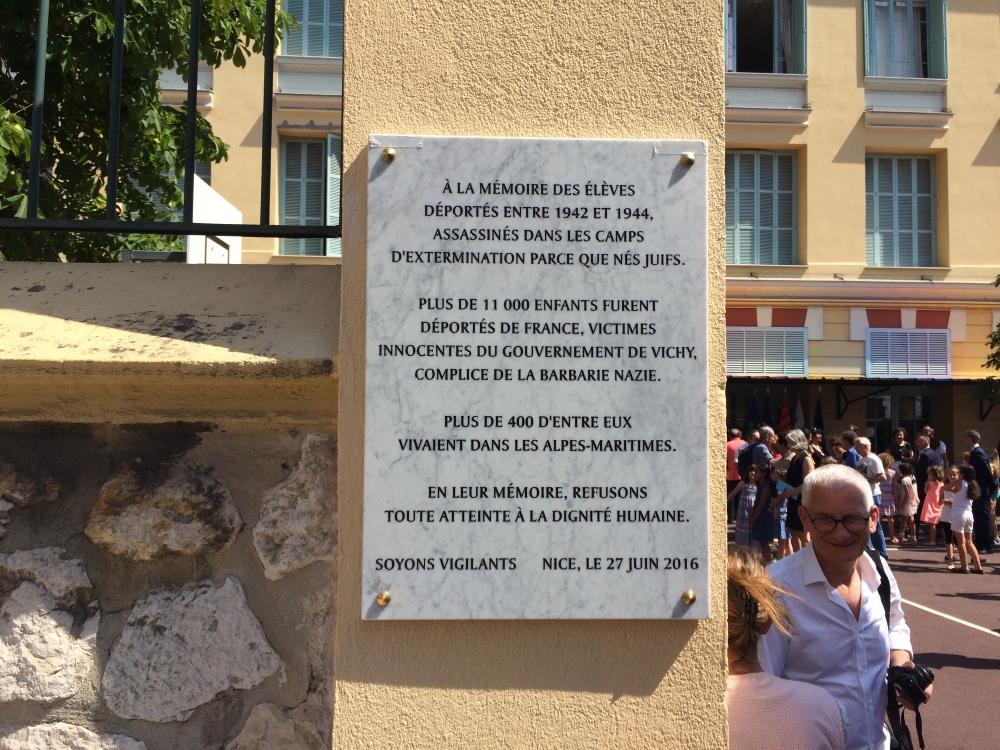 À LA MÉMOIRE DES ÉLÈVES
DÉPORTÉS ENTRE 1942 ET 1944,
ASSASSINÉS DANS LES CAMPS
D'EXTERMINATION PARCE QUE NÉS JUIFS.
PLUS DE 11 000 ENFANTS FURENT
DÉPORTÉS DE FRANCE, VICTIMES
INNOCENTES DU GOUVERNEMENT DE VICHY,
COMPLICE DE LA BARBARIE NAZIE.
PLUS DE 400 D'ENTRE EUX
VIVAIENT DANS LES ALPES-MARITIMES.
EN LEUR MÉMOIRE, REFUSONS
TOUTE ATTEINTE À LA DIGNITÉ HUMAINE.
SOYONS VIGILANTS NICE, LE 27 JUIN 2016